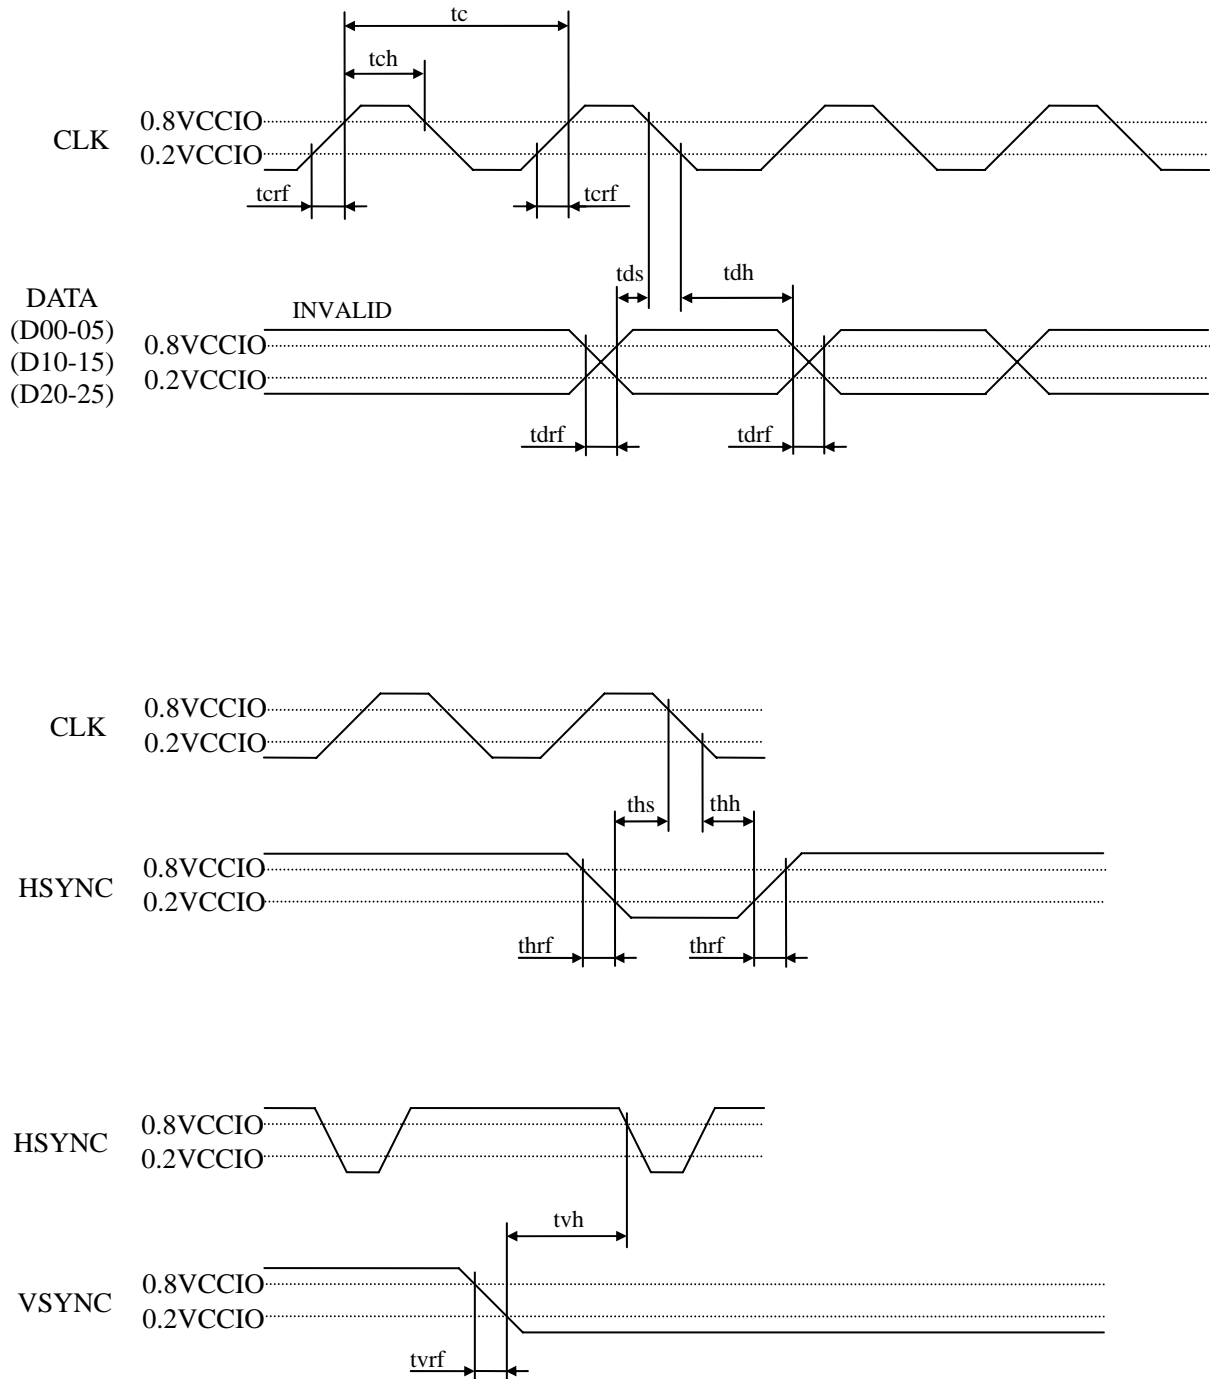 tc
tch
CLK
0.8VCCIO
0.2VCCIO
tcrf
tcrf
tds
tdh
DATA
(D00-05)
(D10-15)
(D20-25)
INVALID
0.8VCCIO
0.2VCCIO
tdrf
tdrf
CLK
0.8VCCIO
0.2VCCIO
ths
thh
HSYNC
0.8VCCIO
0.2VCCIO
thrf
thrf
HSYNC
0.8VCCIO
0.2VCCIO
tvh
VSYNC
0.8VCCIO
0.2VCCIO
tvrf